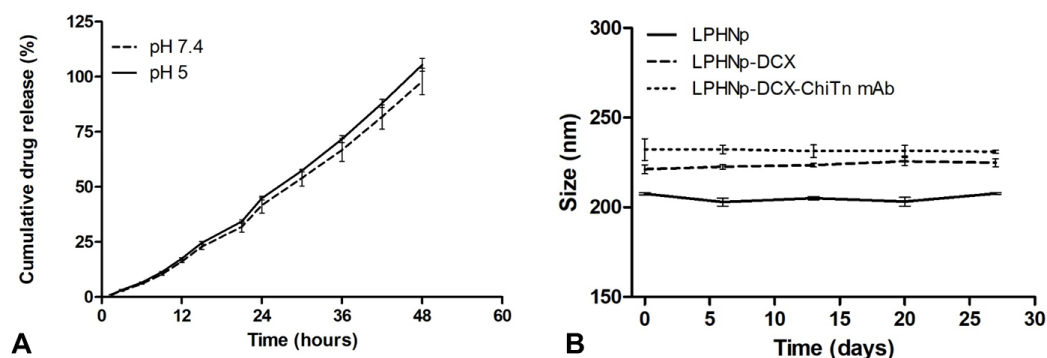 Cumulative drug release (%)
125
100
75
50
25
0
pH 7.4
pH 5
0 12 24 36 48 60
Time (hours)
A
Size (nm)
300
250
200
150
LPHNp
LPHNp-DCX
LPHNp-DCX-ChiTn mAb
0 5 10 15 20 25 30
Time (days)
B